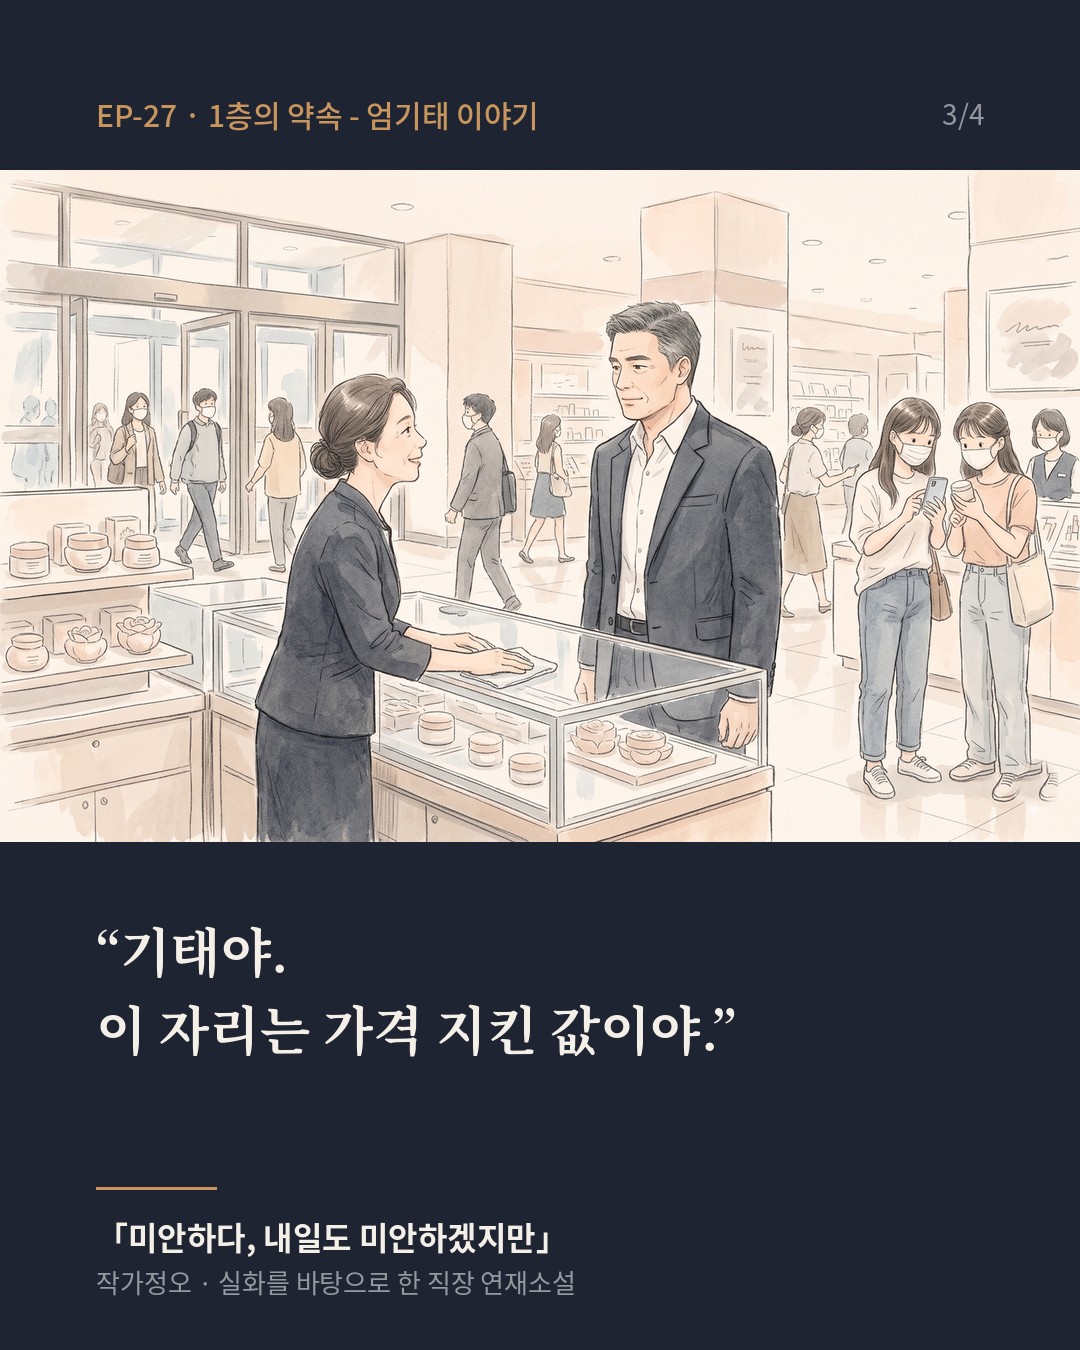 EP-27 · 1층의 약속 - 엄기태 이야기
3/4
“기태야.
이 자리는 가격 지킨 값이야.”
「미안하다, 내일도 미안하겠지만」
작가정오 · 실화를 바탕으로 한 직장 연재소설